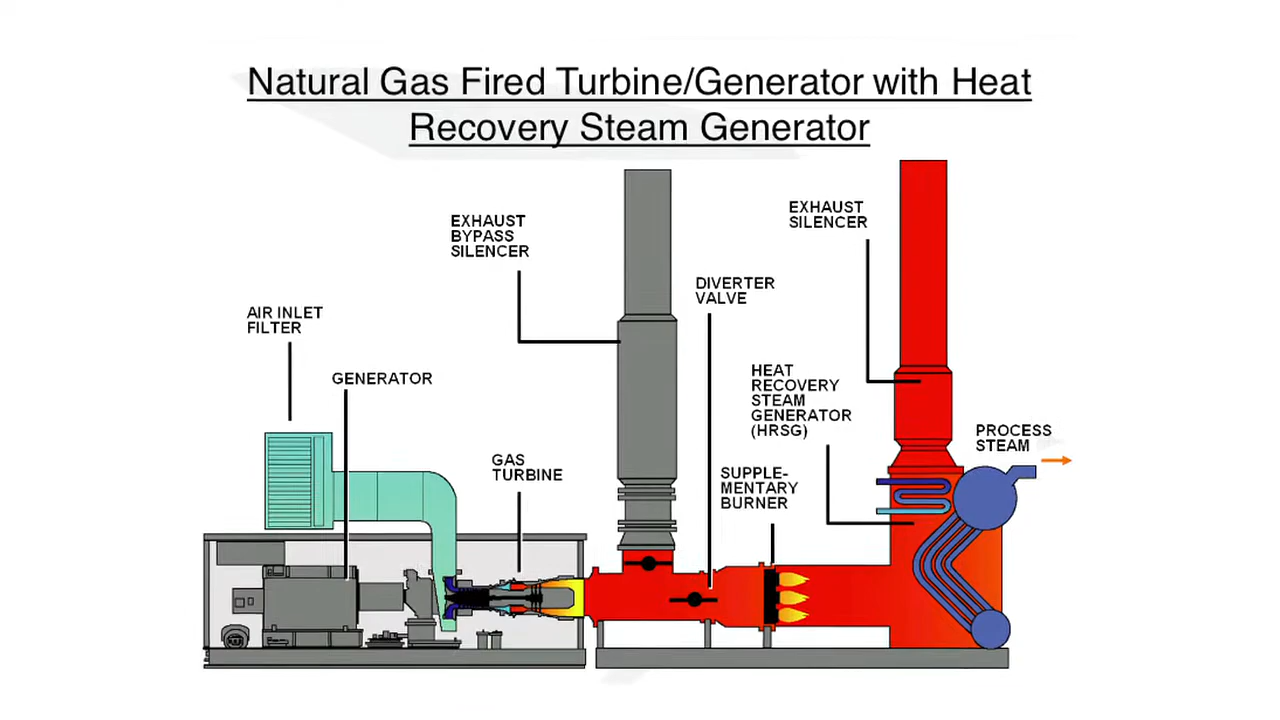 Natural Gas Fired Turbine/Generator with Heat
Recovery Steam Generator
EXHAUST
BYPASS
SILENCER
EXHAUST
SILENCER
DIVERTER
VALVE
AIR INLET
FILTER
GENERATOR
HEAT
RECOVERY
STEAM
GENERATOR
(HRSG)
PROCESS
STEAM
GAS
TURBINE
SUPPLE-
MENTARY
BURNER